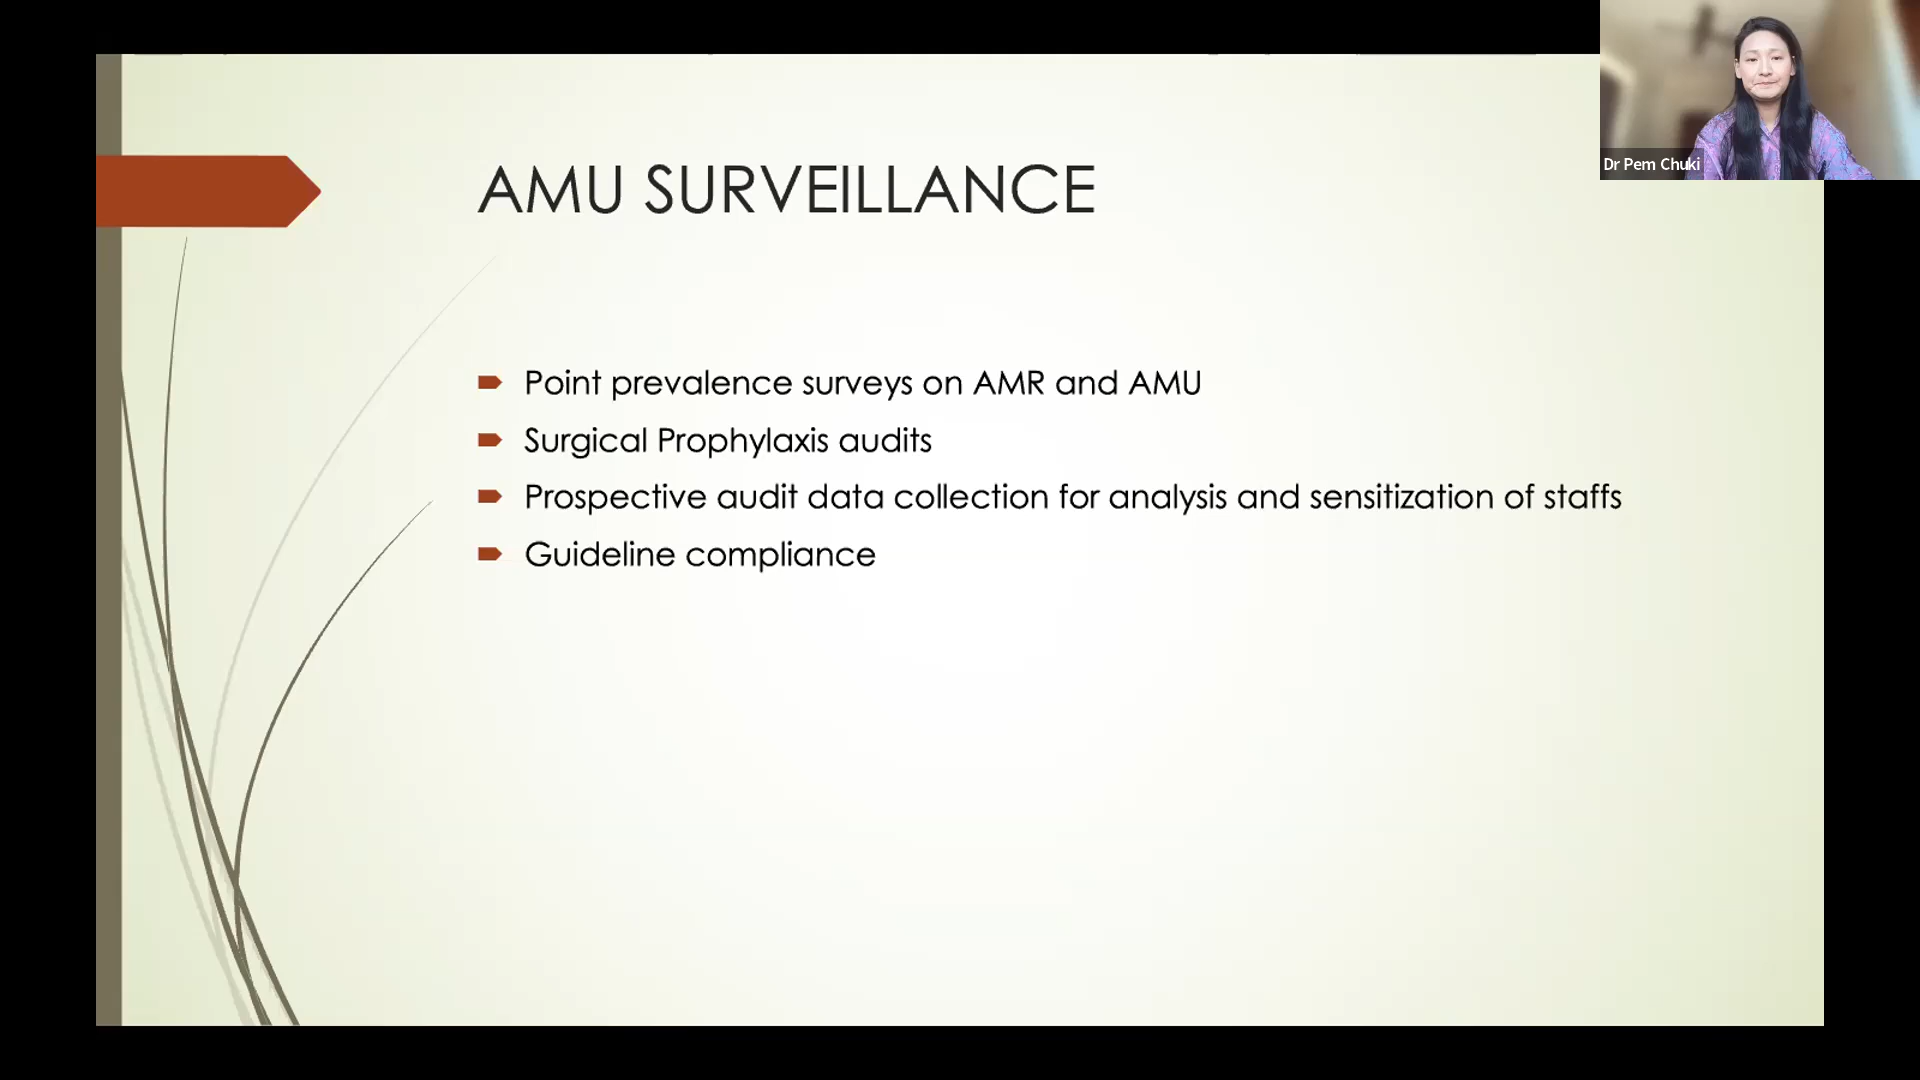 AMU SURVEILLANCE
Point prevalence surveys on AMR and AMU
Surgical Prophylaxis audits
Prospective audit data collection for analysis and sensitization of staffs
Guideline compliance
Dr Pem Chuki